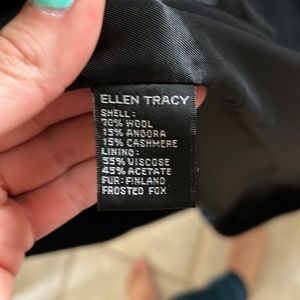 ELLEN TRACY
SHELL:
70% WOOL
15% ANGORA
15% CASHMERE
LINING:
55% VISCOSE
45% ACETATE
FUR:FINLAND
FROSTED FOX